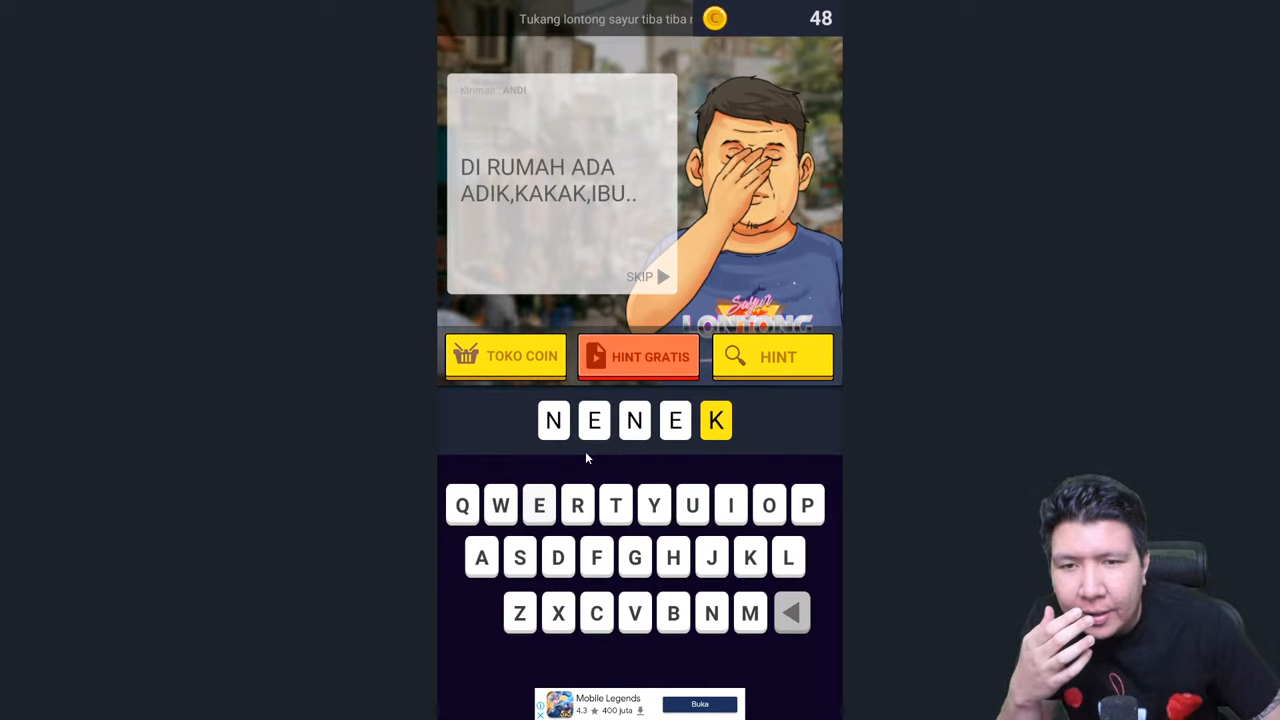 Tukang lontong sayur tiba tiba
48
Kiriman : ANDI
DI RUMAH ADA
ADIK,KAKAK,IBU..
SKIP
Sayur
LONTONG
TOKO COIN
HINT GRATIS
HINT
N E N E K
Q W E R T Y U I O P
A S D F G H J K L
Z X C V B N M
Mobile Legends
4.3 ★ 400 juta
Buka